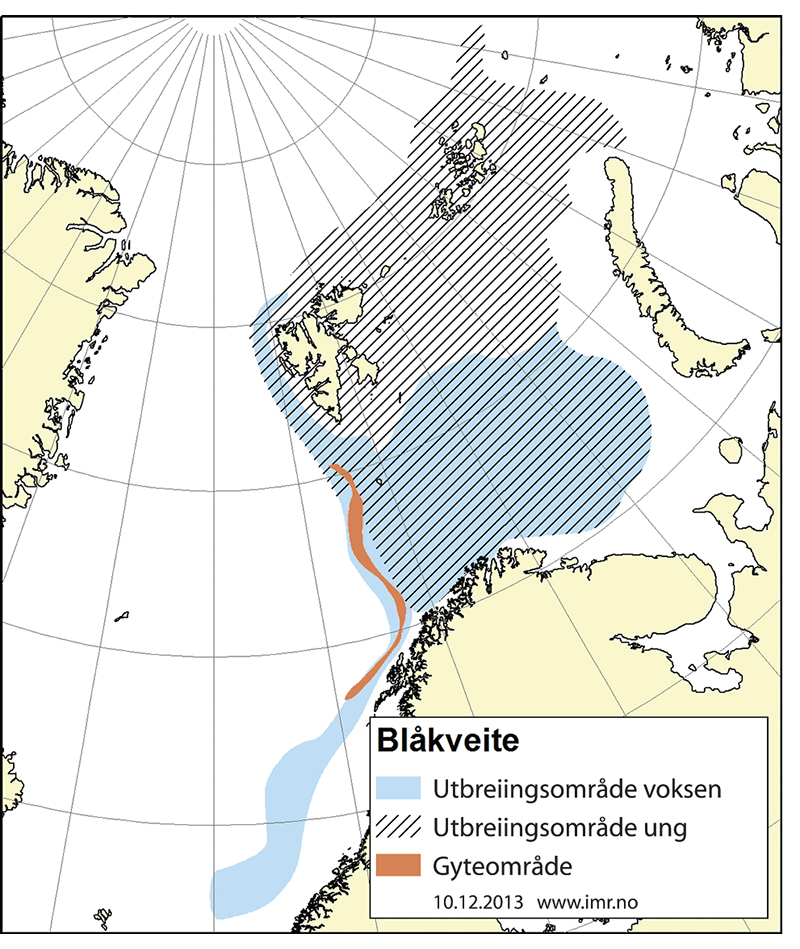 Blåkveite
Utbreiingsområde voksen
Utbreiingsområde ung
Gyteområde
10.12.2013 www.imr.no